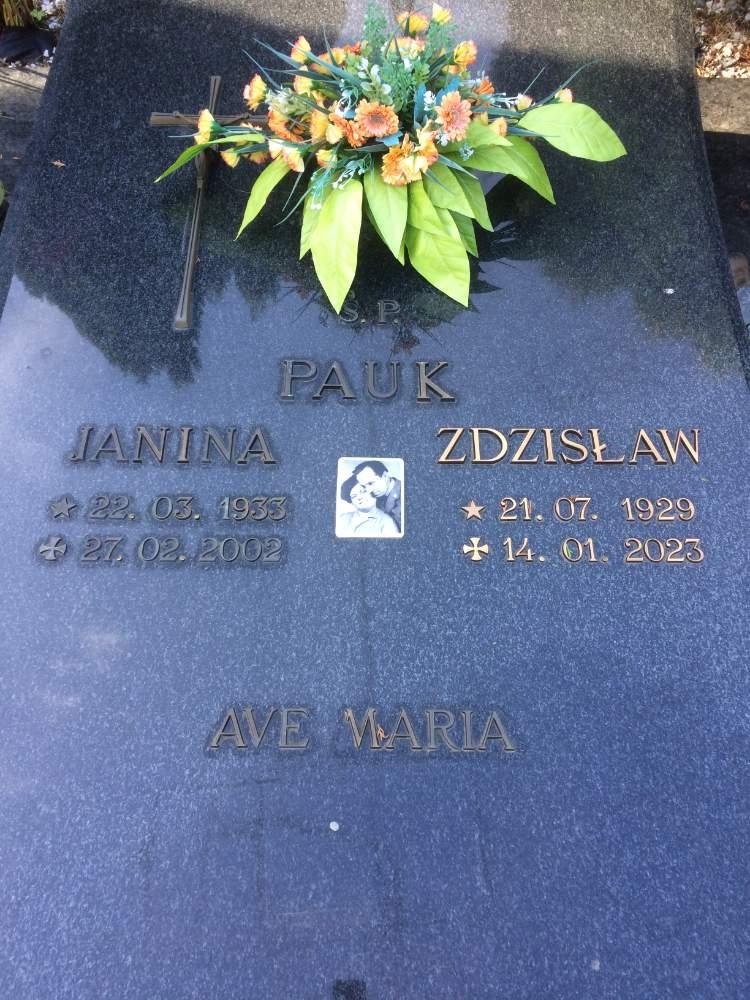 Ś. P.
PAUK
JANINA
22. 03. 1933
27. 02. 2002
ZDZISŁAW
21. 07. 1929
14. 01. 2023
AVE MARIA